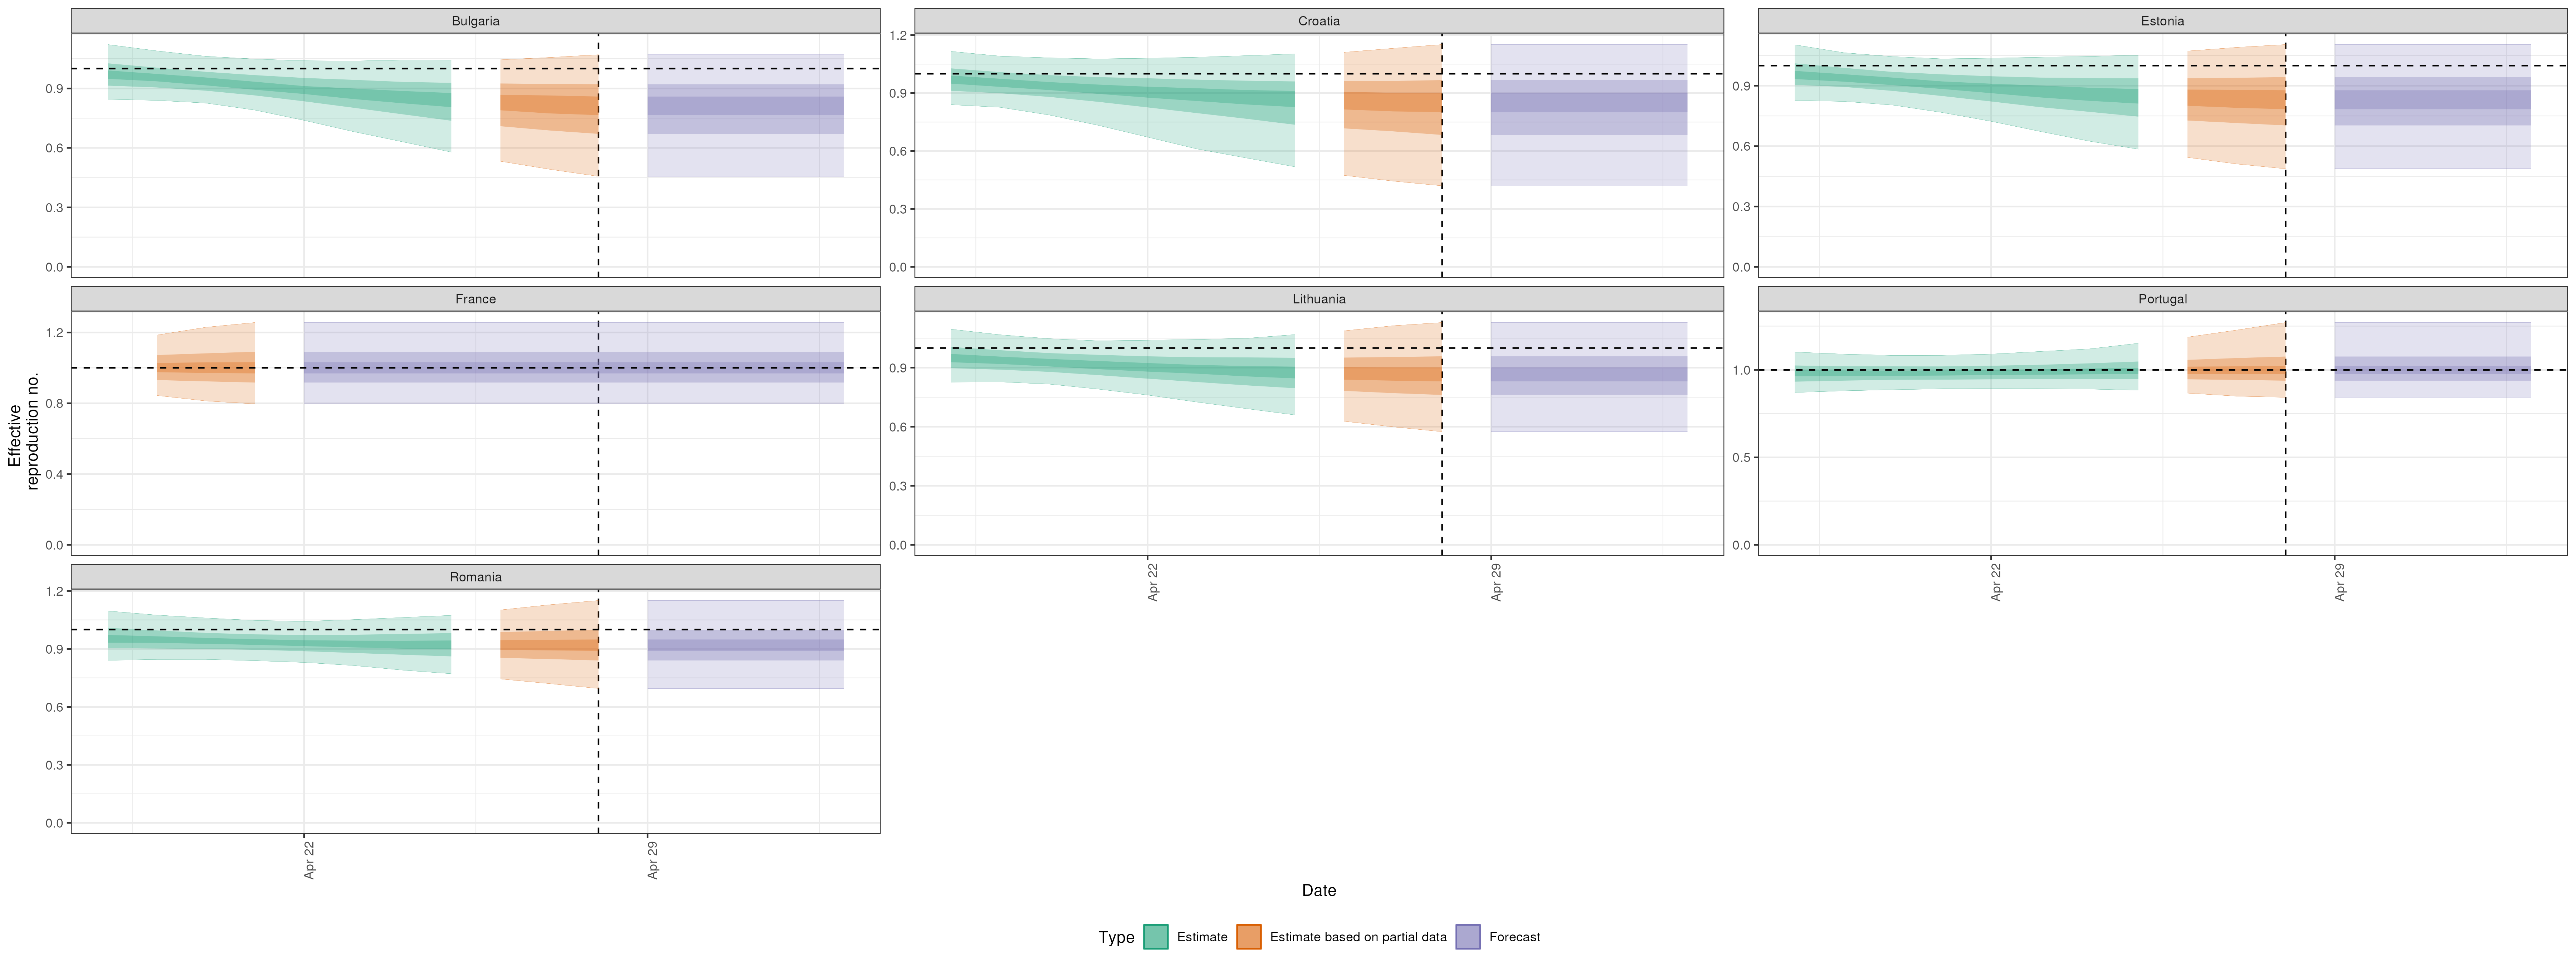 Bulgaria
Croatia
Estonia
0.9
0.6
0.3
0.0
1.2
0.9
0.6
0.3
0.0
0.9
0.6
0.3
0.0
France
Lithuania
Portugal
1.2
0.8
0.4
0.0
0.9
0.6
0.3
0.0
1.0
0.5
0.0
Effective
reproduction no.
Apr 22
Apr 29
Apr 22
Apr 29
Romania
1.2
0.9
0.6
0.3
0.0
Apr 22
Apr 29
Date
Type
Estimate
Estimate based on partial data
Forecast